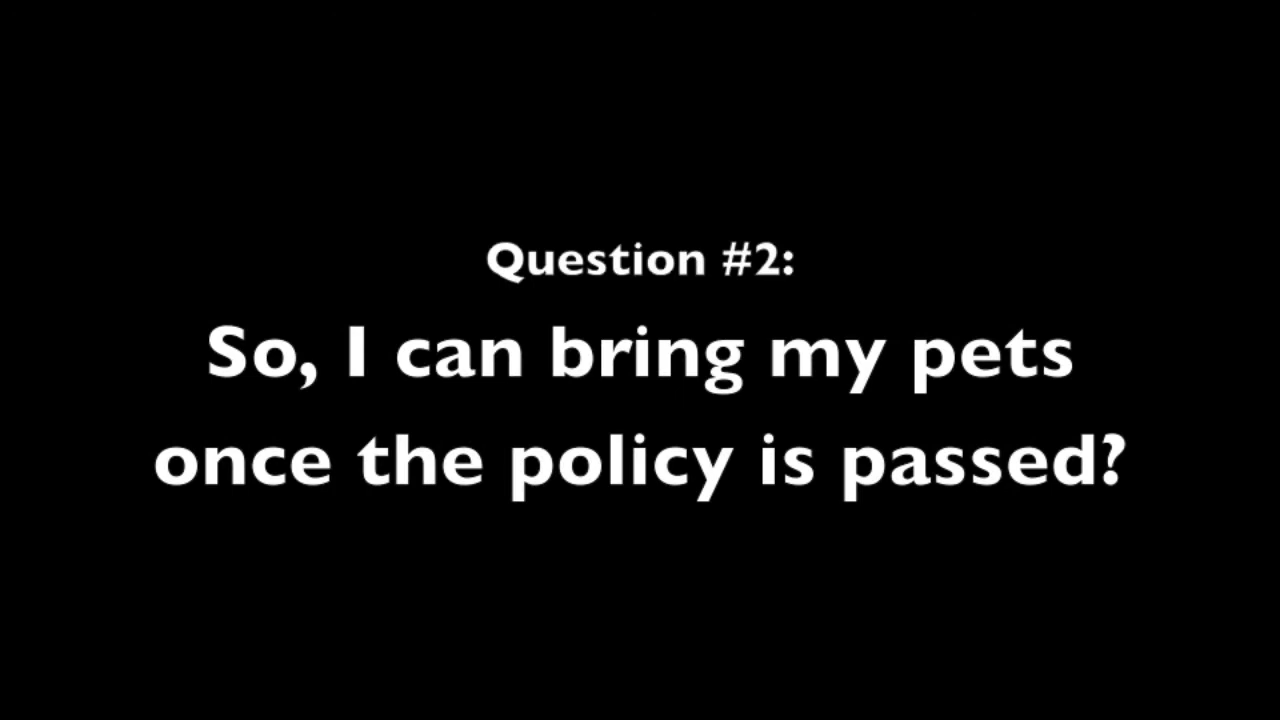 Question #2:
So, I can bring my pets
once the policy is passed?